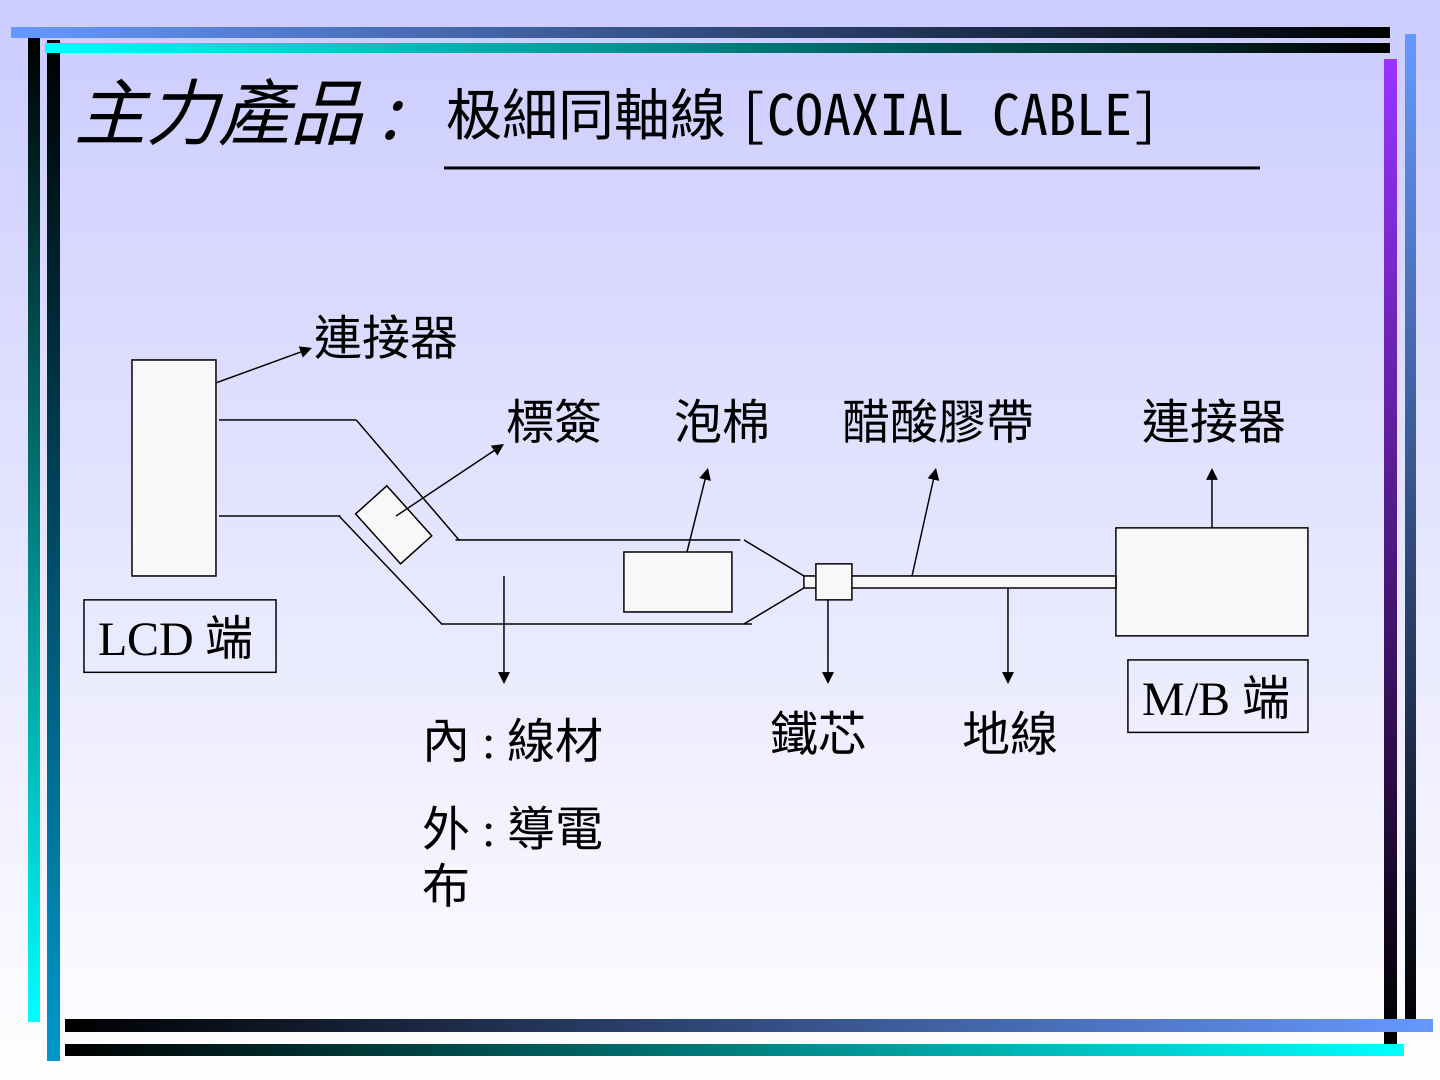 主力產品 : 极細同軸線 [COAXIAL CABLE]
連接器
標簽
泡棉
醋酸膠帶
連接器
LCD 端
M/B 端
鐵芯
地線
內 : 線材
外 : 導電
布